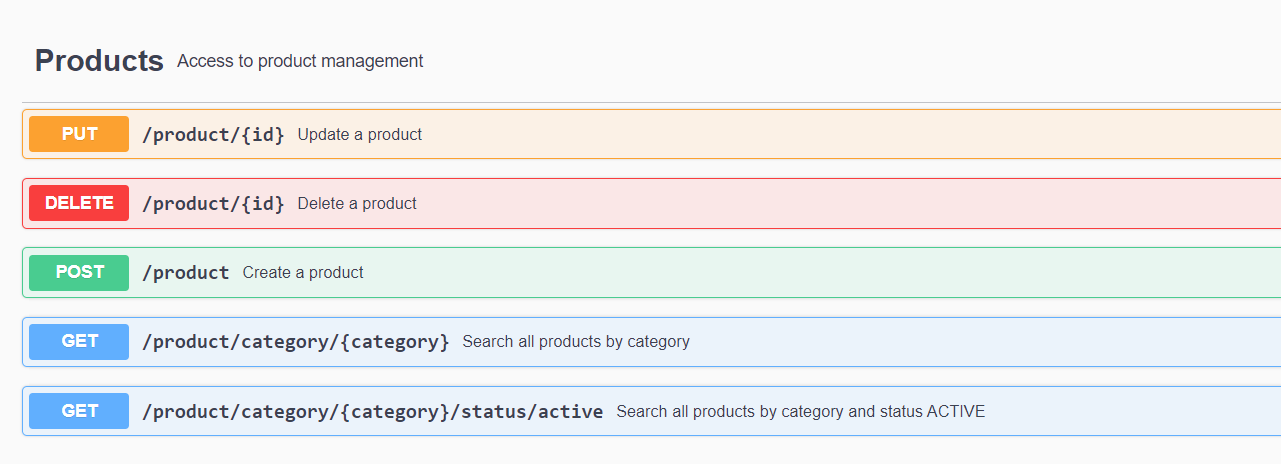 Products Access to product management
PUT /product/{id} Update a product
DELETE /product/{id} Delete a product
POST /product Create a product
GET /product/category/{category} Search all products by category
GET /product/category/{category}/status/active Search all products by category and status ACTIVE